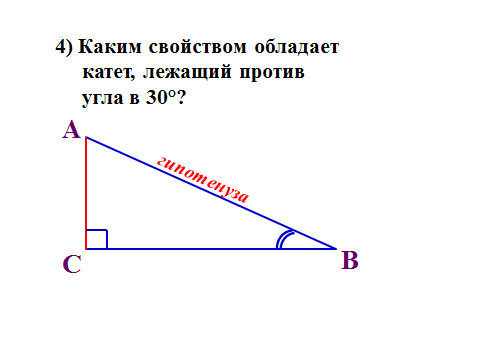 4) Каким свойством обладает
катет, лежащий против
угла в 30°?
A
гипотенуза
C
B